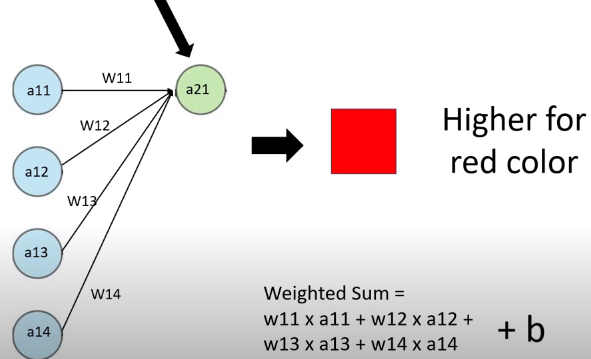 a11
W11
a21
W12
a12
W13
a13
W14
a14
Higher for
red color
Weighted Sum =
w11 x a11 + w12 x a12 +
w13 x a13 + w14 x a14
+ b